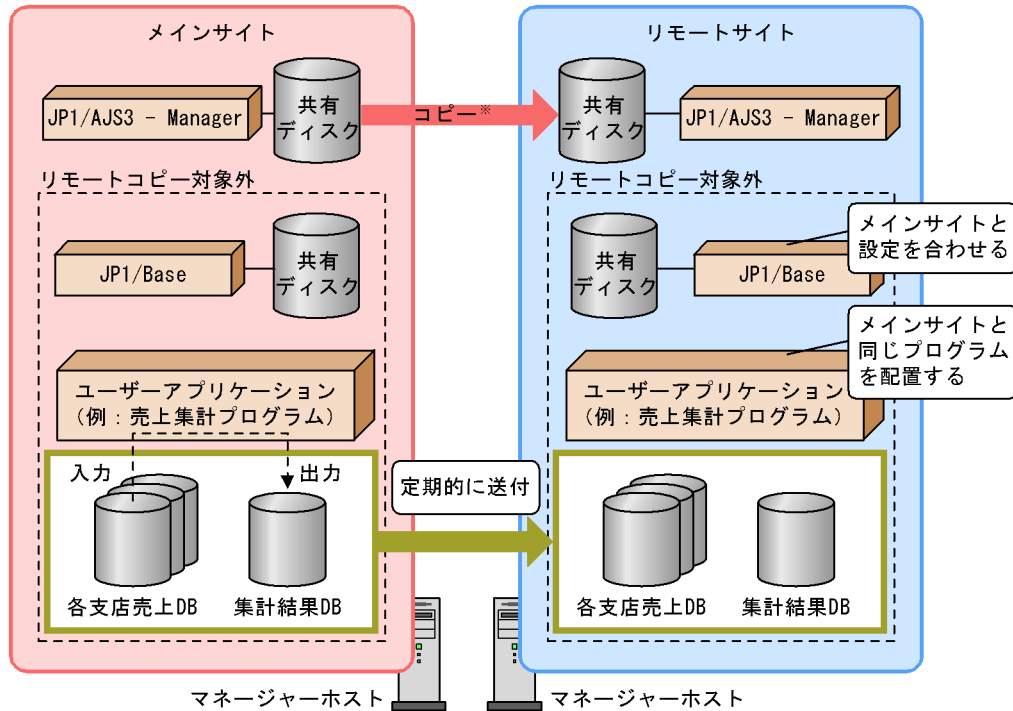 メインサイト
リモートサイト
JP1/AJS3 - Manager
共有
ディスク
コピー※
共有
ディスク
JP1/AJS3 - Manager
リモートコピー対象外
リモートコピー対象外
JP1/Base
共有
ディスク
共有
ディスク
JP1/Base
メインサイトと
設定を合わせる
ユーザーアプリケーション
(例：売上集計プログラム)
ユーザーアプリケーション
(例：売上集計プログラム)
メインサイトと
同じプログラム
を配置する
入力
出力
定期的に送付
各支店売上DB
集計結果DB
各支店売上DB
集計結果DB
マネージャーホスト
マネージャーホスト